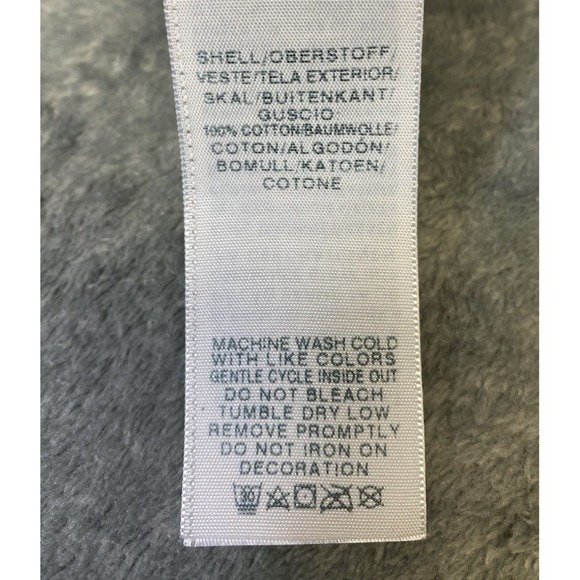 SHELL/OBERSTOFF/
VESTE/TELA EXTERIOR/
SKAL/BUITENKANT/
GUSCIO
100% COTTON/BAUMWOLLE/
COTON/ALGODÓN/
BOMULL/KATOEN/
COTONE
MACHINE WASH COLD
WITH LIKE COLORS
GENTLE CYCLE INSIDE OUT
DO NOT BLEACH
TUMBLE DRY LOW
REMOVE PROMPTLY
DO NOT IRON ON
DECORATION
30